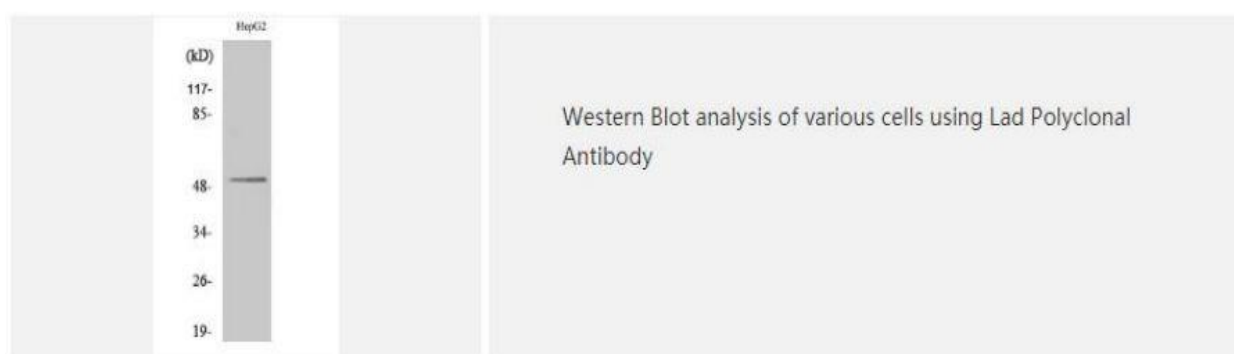 HepG2
(kD)
117-
85-
48-
34-
26-
19-
Western Blot analysis of various cells using Lad Polyclonal
Antibody